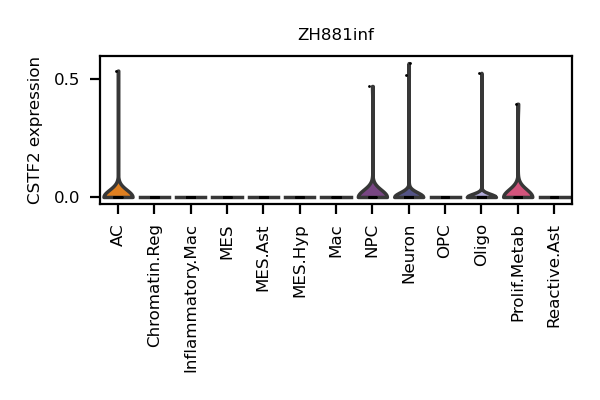 ZH881inf
CSTF2 expression
0.5
0.0
AC
Chromatin.Reg
Inflammatory.Mac
MES
MES.Ast
MES.Hyp
Mac
NPC
Neuron
OPC
Oligo
Prolif.Metab
Reactive.Ast